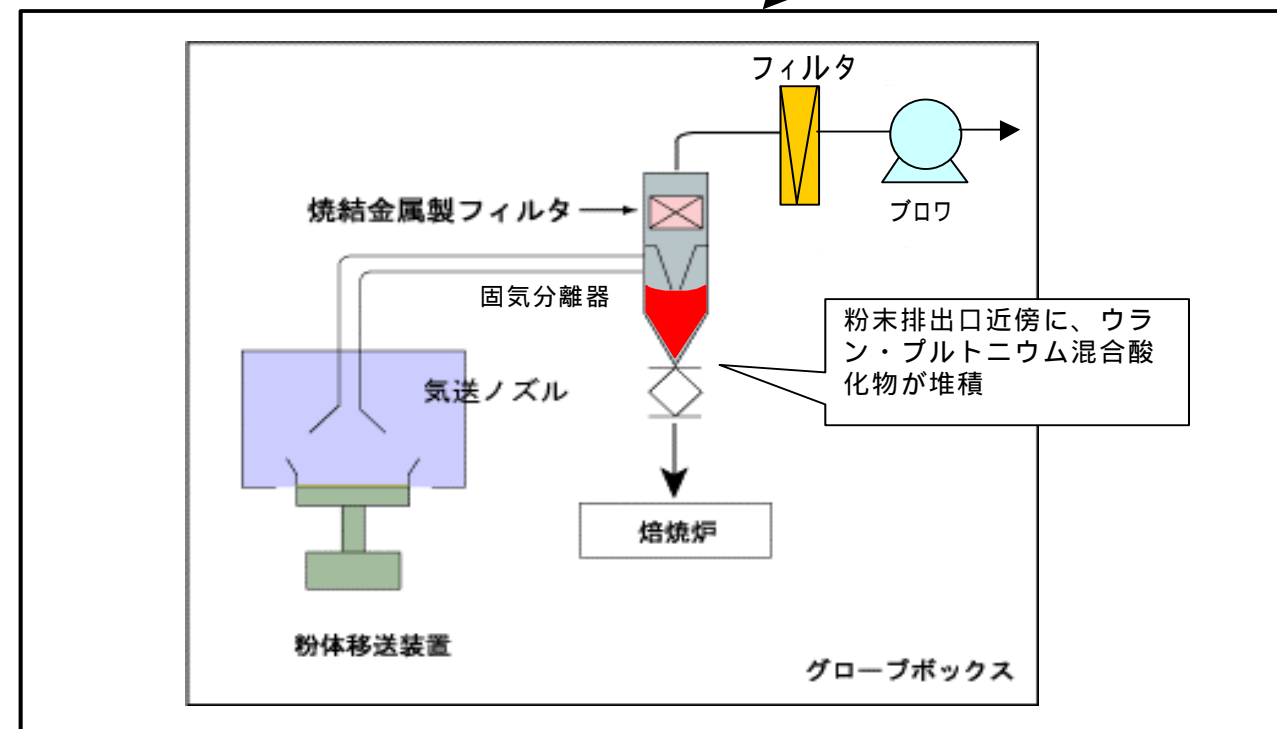 フィルタ
ブロワ
焼結金属製フィルタ
固気分離器
粉末排出口近傍に、ウラ
ン・プルトニウム混合酸
化物が堆積
気送ノズル
焙焼炉
粉体移送装置
グローブボックス